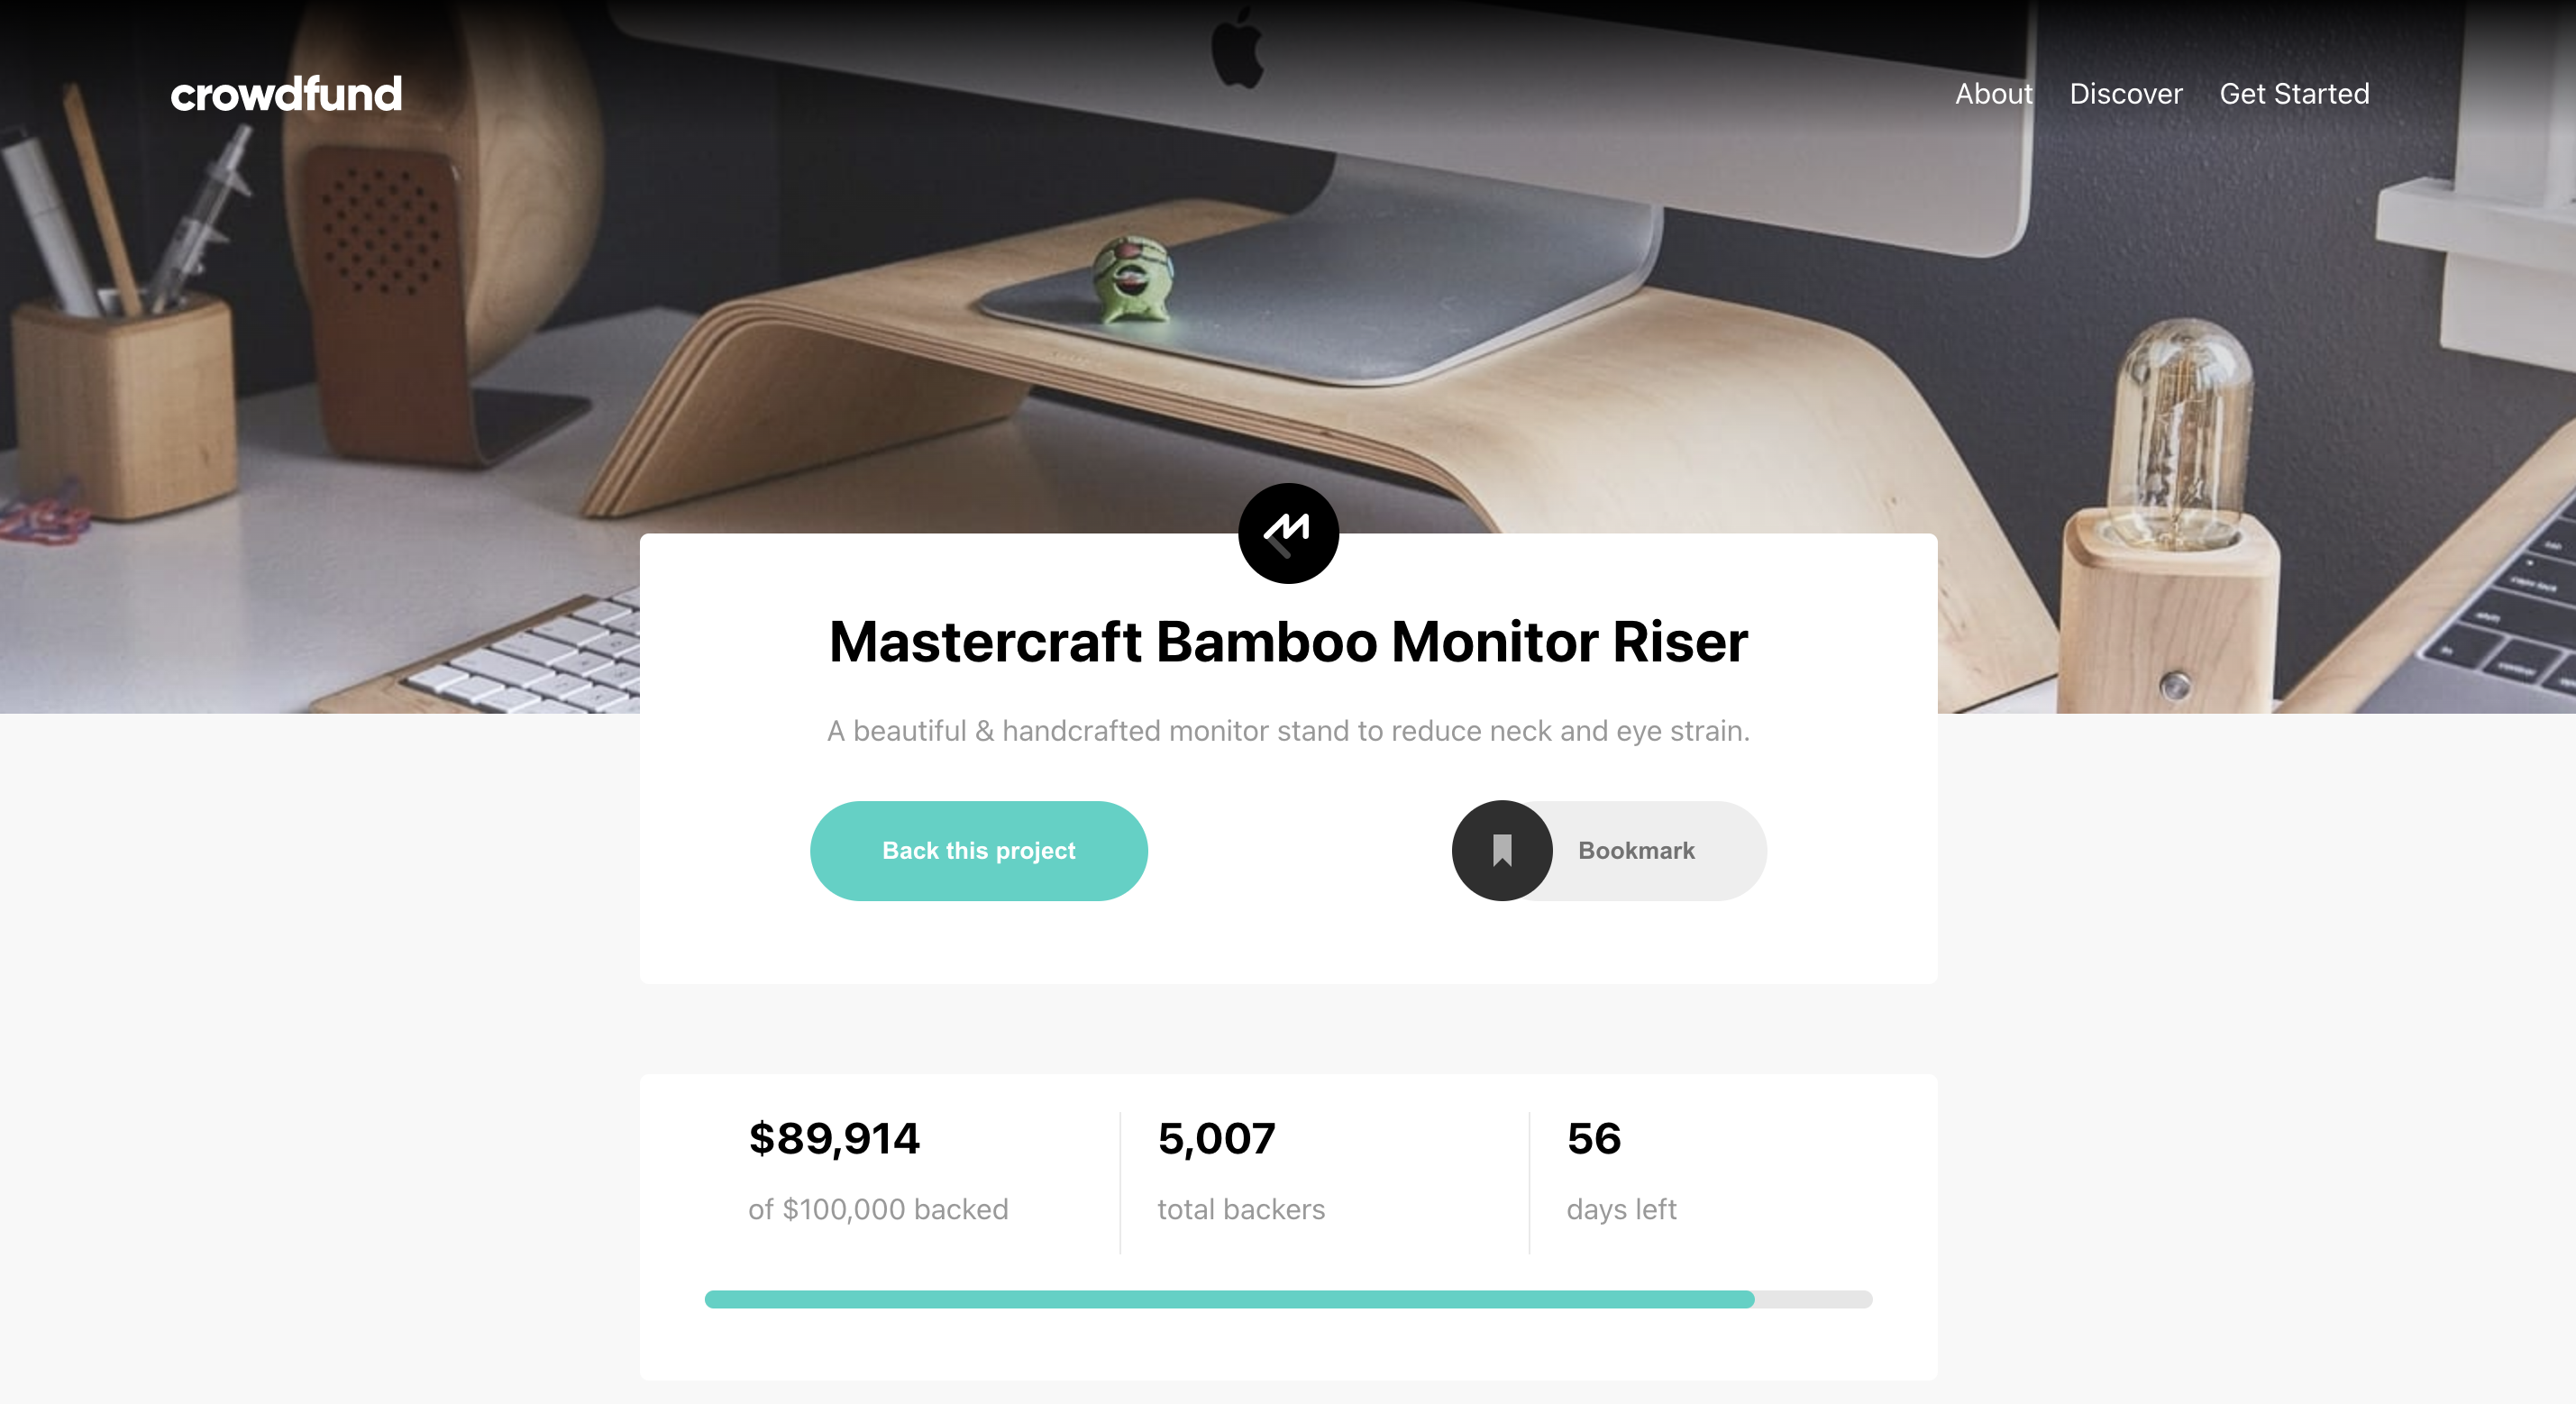 crowdfund
About Discover Get Started
Mastercraft Bamboo Monitor Riser
A beautiful & handcrafted monitor stand to reduce neck and eye strain.
Back this project
Bookmark
$89,914
5,007
56
of $100,000 backed
total backers
days left